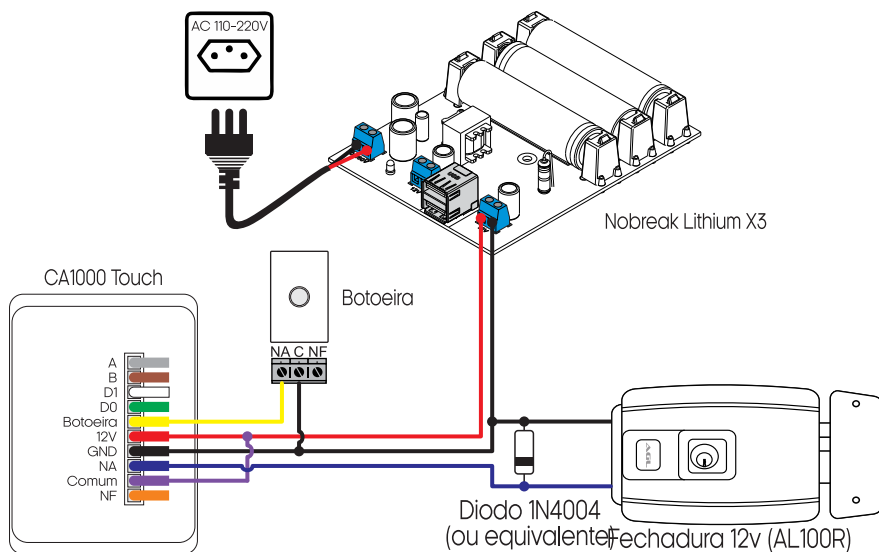 AC 110-220V
Nobreak Lithium X3
CA1000 Touch
Botoeira
NA C NF
A
B
D1
D0
Botoeira
12V
GND
NA
Comum
NF
AGL
Diodo 1N4004
(ou equivalente)
Fechadura 12v (AL100R)